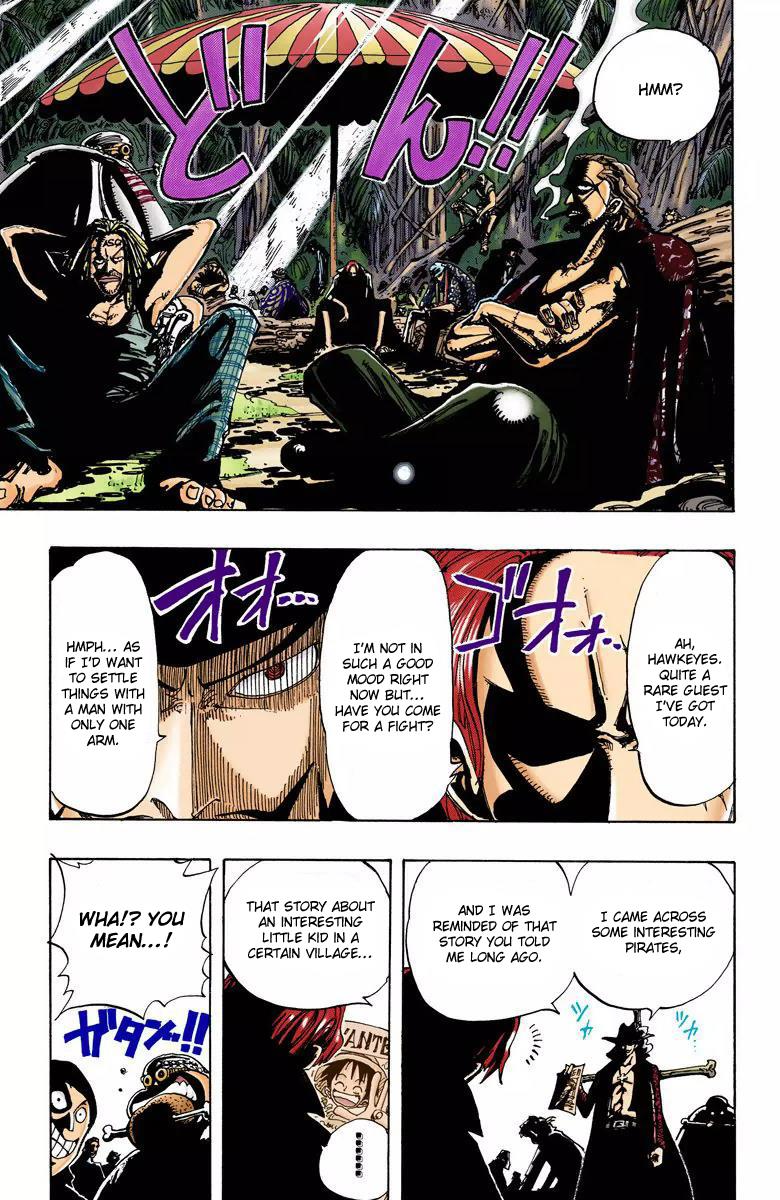 HMM?
どん!!
AH,
HAWKEYES.
QUITE A
RARE GUEST
I'VE GOT
TODAY.
ゴオオ...
I'M NOT IN
SUCH A GOOD
MOOD RIGHT
NOW BUT...
HAVE YOU COME
FOR A FIGHT?
オオ...
HMPH... AS
IF I'D WANT
TO SETTLE
THINGS WITH
A MAN WITH
ONLY ONE
ARM.
I CAME ACROSS
SOME INTERESTING
PIRATES,
AND I WAS
REMINDED OF THAT
STORY YOU TOLD
ME LONG AGO.
ツカ
ツカ
THAT STORY ABOUT
AN INTERESTING
LITTLE KID IN A
CERTAIN VILLAGE...
WANTE
WHA!? YOU
MEAN...!
ガタン!!